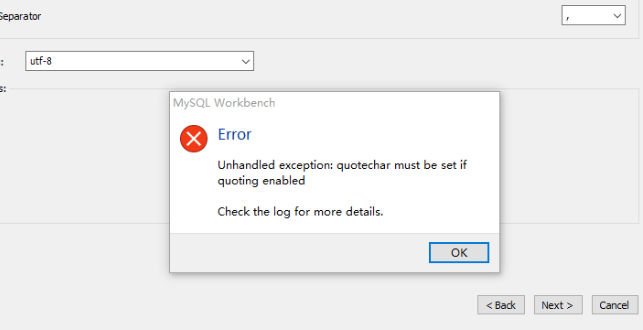 Separator
,
:
utf-8
s:
MySQL Workbench
Error
Unhandled exception: quotechar must be set if
quoting enabled
Check the log for more details.
OK
< Back
Next >
Cancel